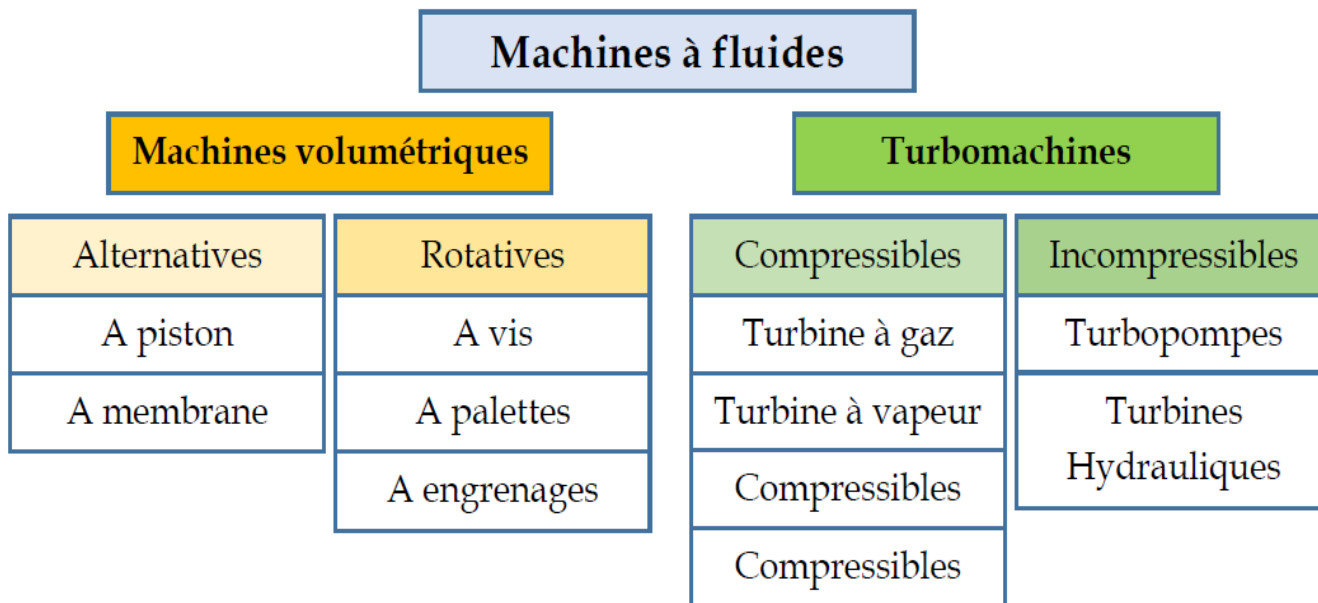 Machines à fluides
Machines volumétriques
Turbomachines
Alternatives
A piston
A membrane
Rotatives
A vis
A palettes
A engrenages
Compressibles
Turbine à gaz
Turbine à vapeur
Compressibles
Compressibles
Incompressibles
Turbopompes
Turbines
Hydrauliques